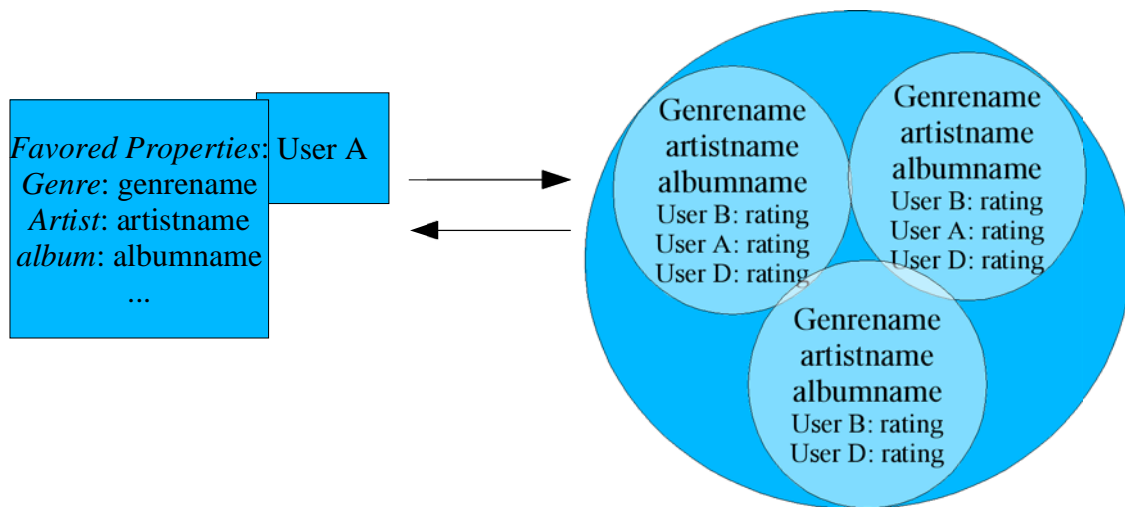 Favored Properties: User A
Genre: genrename
Artist: artistname
album: albumname
...
Genrename
artistname
albumname
User B: rating
User A: rating
User D: rating
Genrename
artistname
albumname
User B: rating
User A: rating
User D: rating
Genrename
artistname
albumname
User B: rating
User D: rating